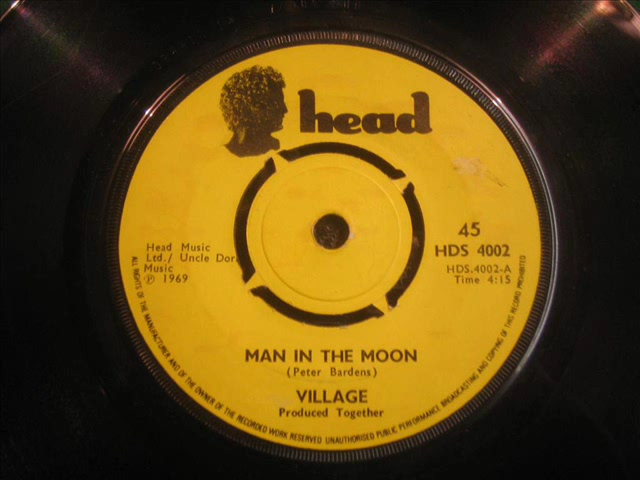 head
45
HDS 4002
HDS.4002-A
Time 4:15
Head Music
Ltd./ Uncle Dor
Music
℗ 1969
MAN IN THE MOON
(Peter Bardens)
VILLAGE
Produced Together
ALL RIGHTS OF THE MANUFACTURER AND OF THE OWNER OF THE RECORDED WORK RESERVED UNAUTHORISED PUBLIC PERFORMANCE BROADCASTING AND COPYING OF THIS RECORD PROHIBITED